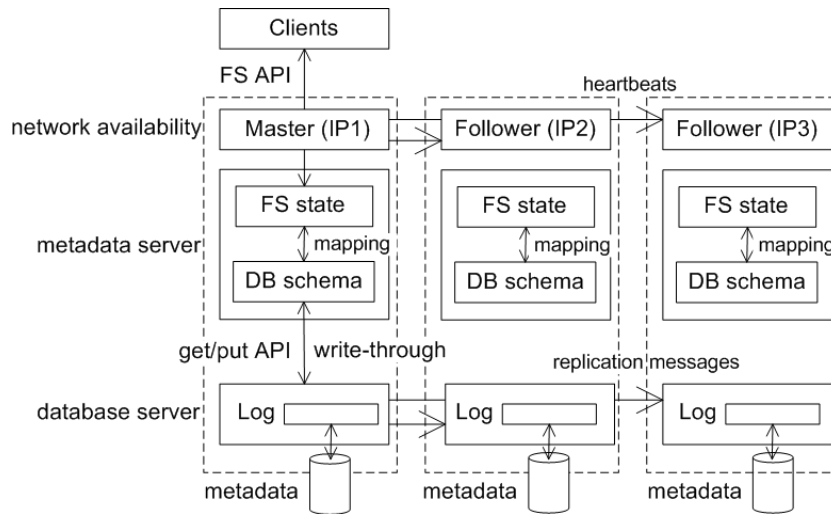 Clients
FS API
heartbeats
network availability
Master (IP1)
Follower (IP2)
Follower (IP3)
metadata server
FS state
FS state
FS state
mapping
mapping
mapping
DB schema
DB schema
DB schema
get/put API
write-through
replication messages
database server
Log
Log
Log
metadata
metadata
metadata